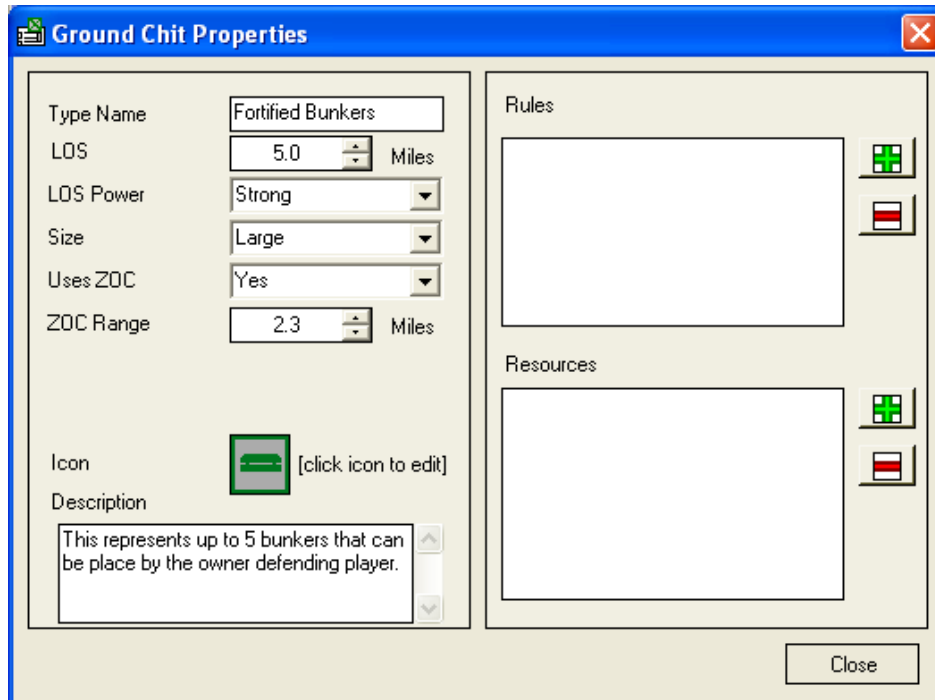 Ground Chit Properties
Type Name
Fortified Bunkers
LOS
5.0
Miles
LOS Power
Strong
Size
Large
Uses ZOC
Yes
ZOC Range
2.3
Miles
Icon
[click icon to edit]
Description
This represents up to 5 bunkers that can
be place by the owner defending player.
Rules
Resources
Close